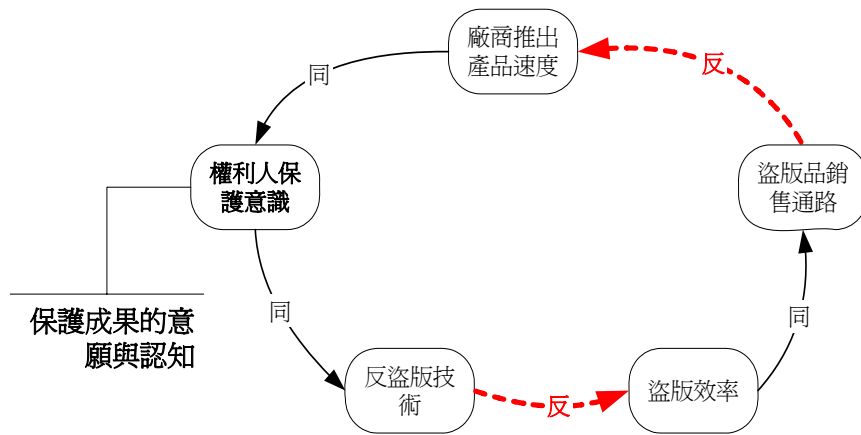 廠商推出
產品速度
反
同
權利人保
護意識
盜版品銷
售通路
保護成果的意
願與認知
同
同
反盜版技
術
反
盜版效率